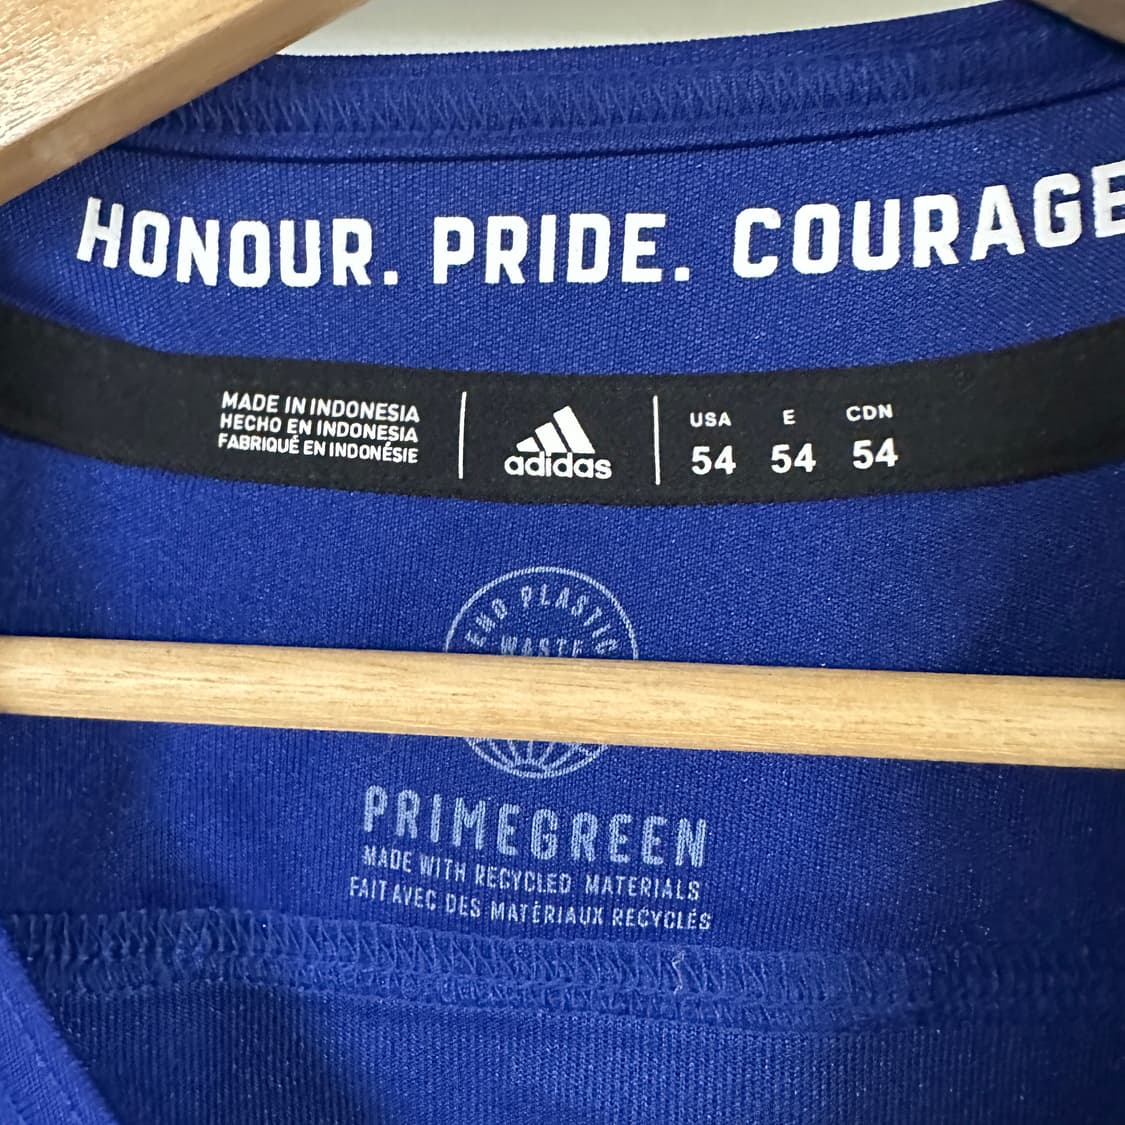 HONOUR. PRIDE. COURAGE
MADE IN INDONESIA
HECHO EN INDONESIA
FABRIQUÉ EN INDONÉSIE
adidas
USA E CDN
54 54 54
END PLASTIC
WASTE
PRIMEGREEN
MADE WITH RECYCLED MATERIALS
FAIT AVEC DES MATÉRIAUX RECYCLÉS